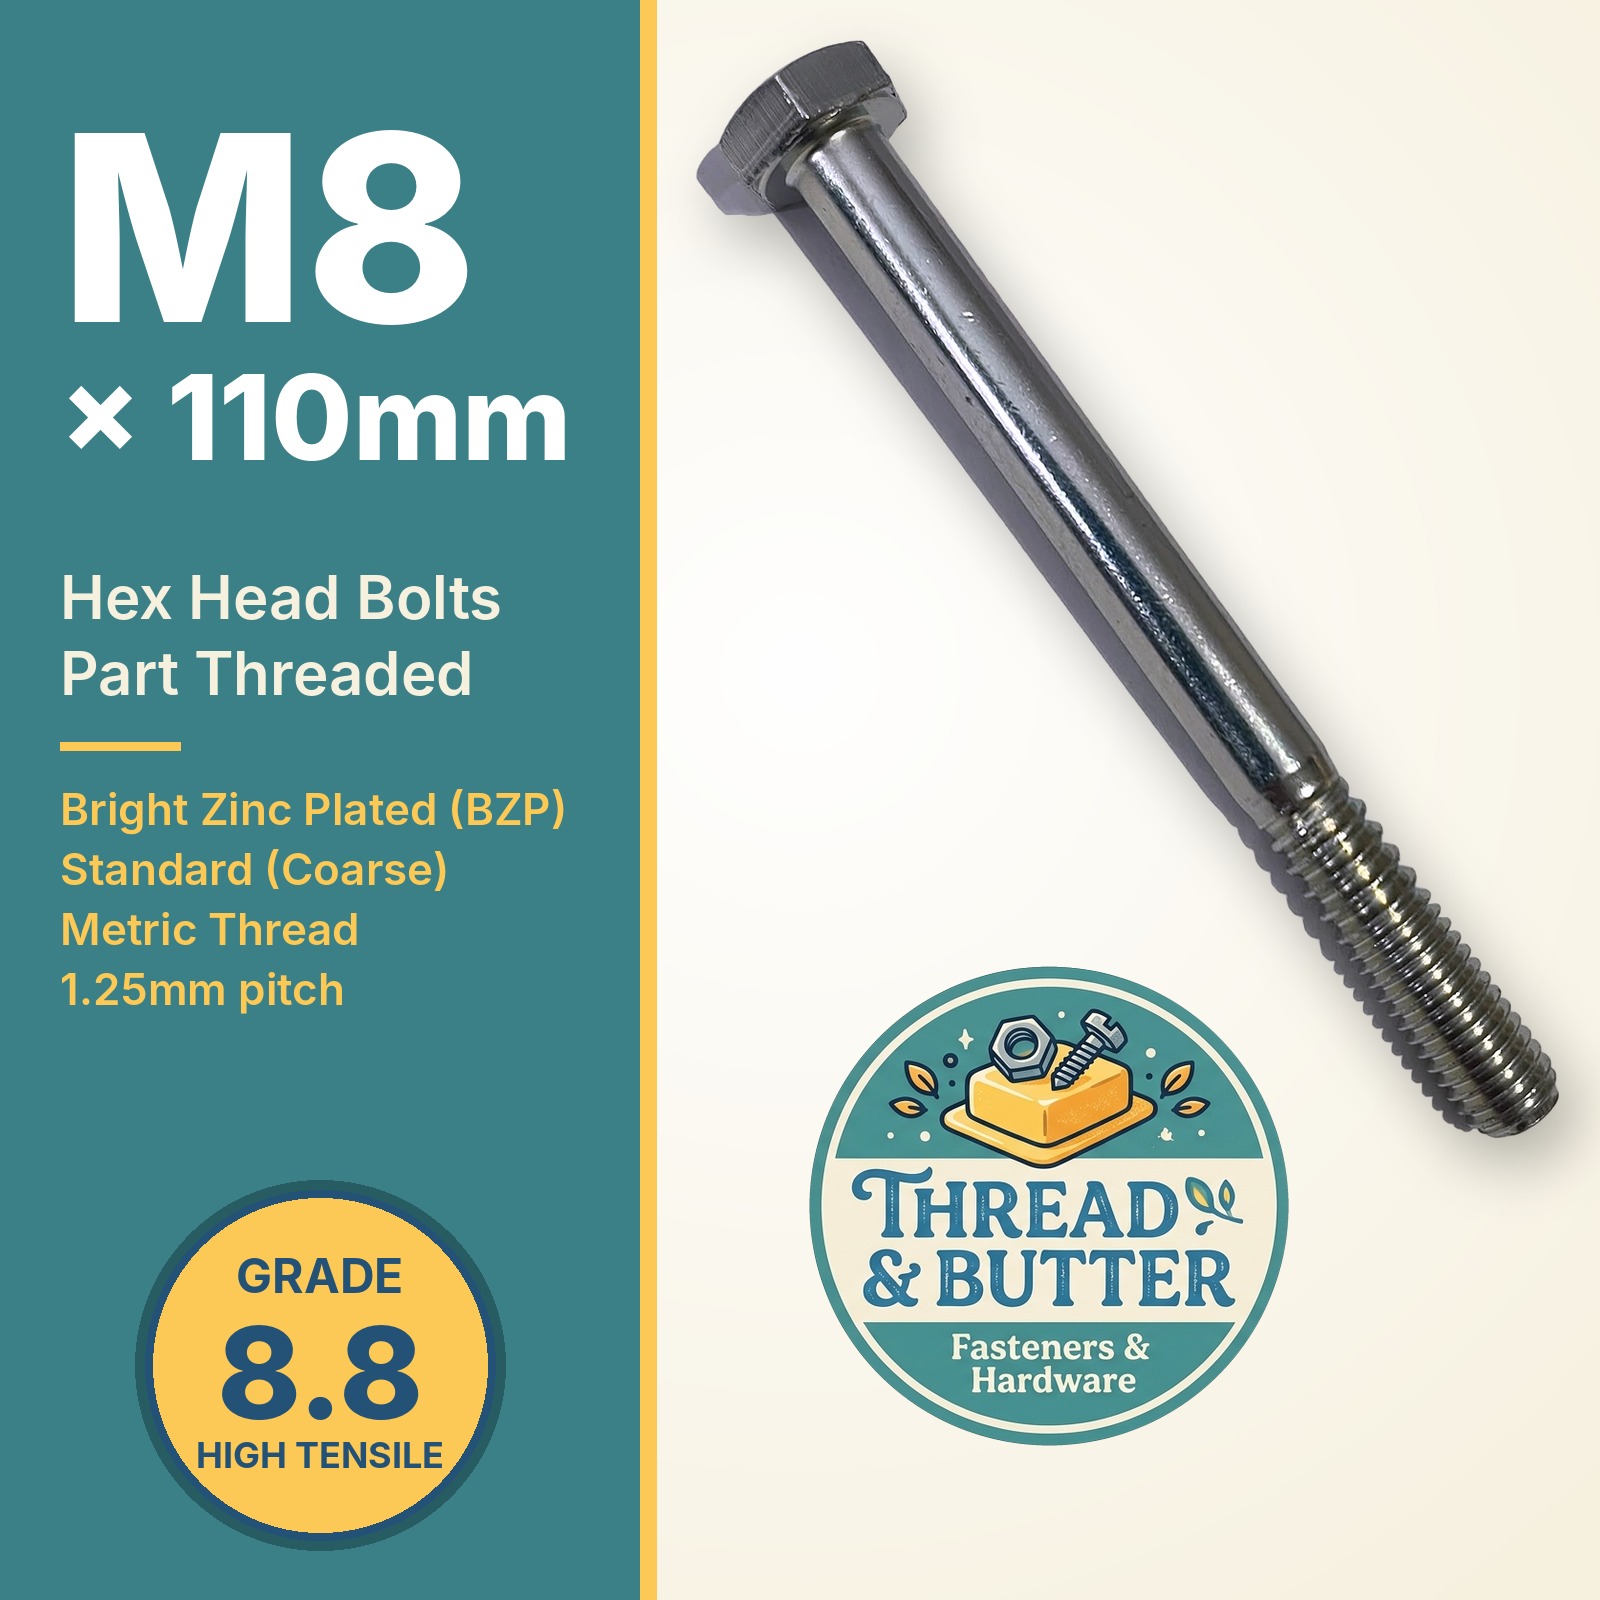 M8
× 110mm
Hex Head Bolts
Part Threaded
Bright Zinc Plated (BZP)
Standard (Coarse)
Metric Thread
1.25mm pitch
GRADE
8.8
HIGH TENSILE
THREAD
& BUTTER
Fasteners &
Hardware